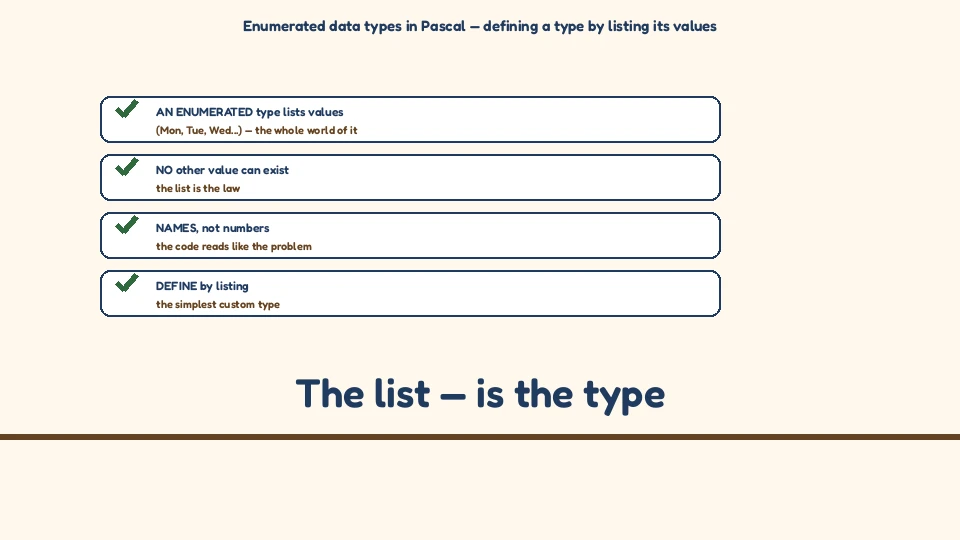 Enumerated data types in Pascal — defining a type by listing its values
AN ENUMERATED type lists values
(Mon, Tue, Wed...) — the whole world of it
NO other value can exist
the list is the law
NAMES, not numbers
the code reads like the problem
DEFINE by listing
the simplest custom type
The list — is the type